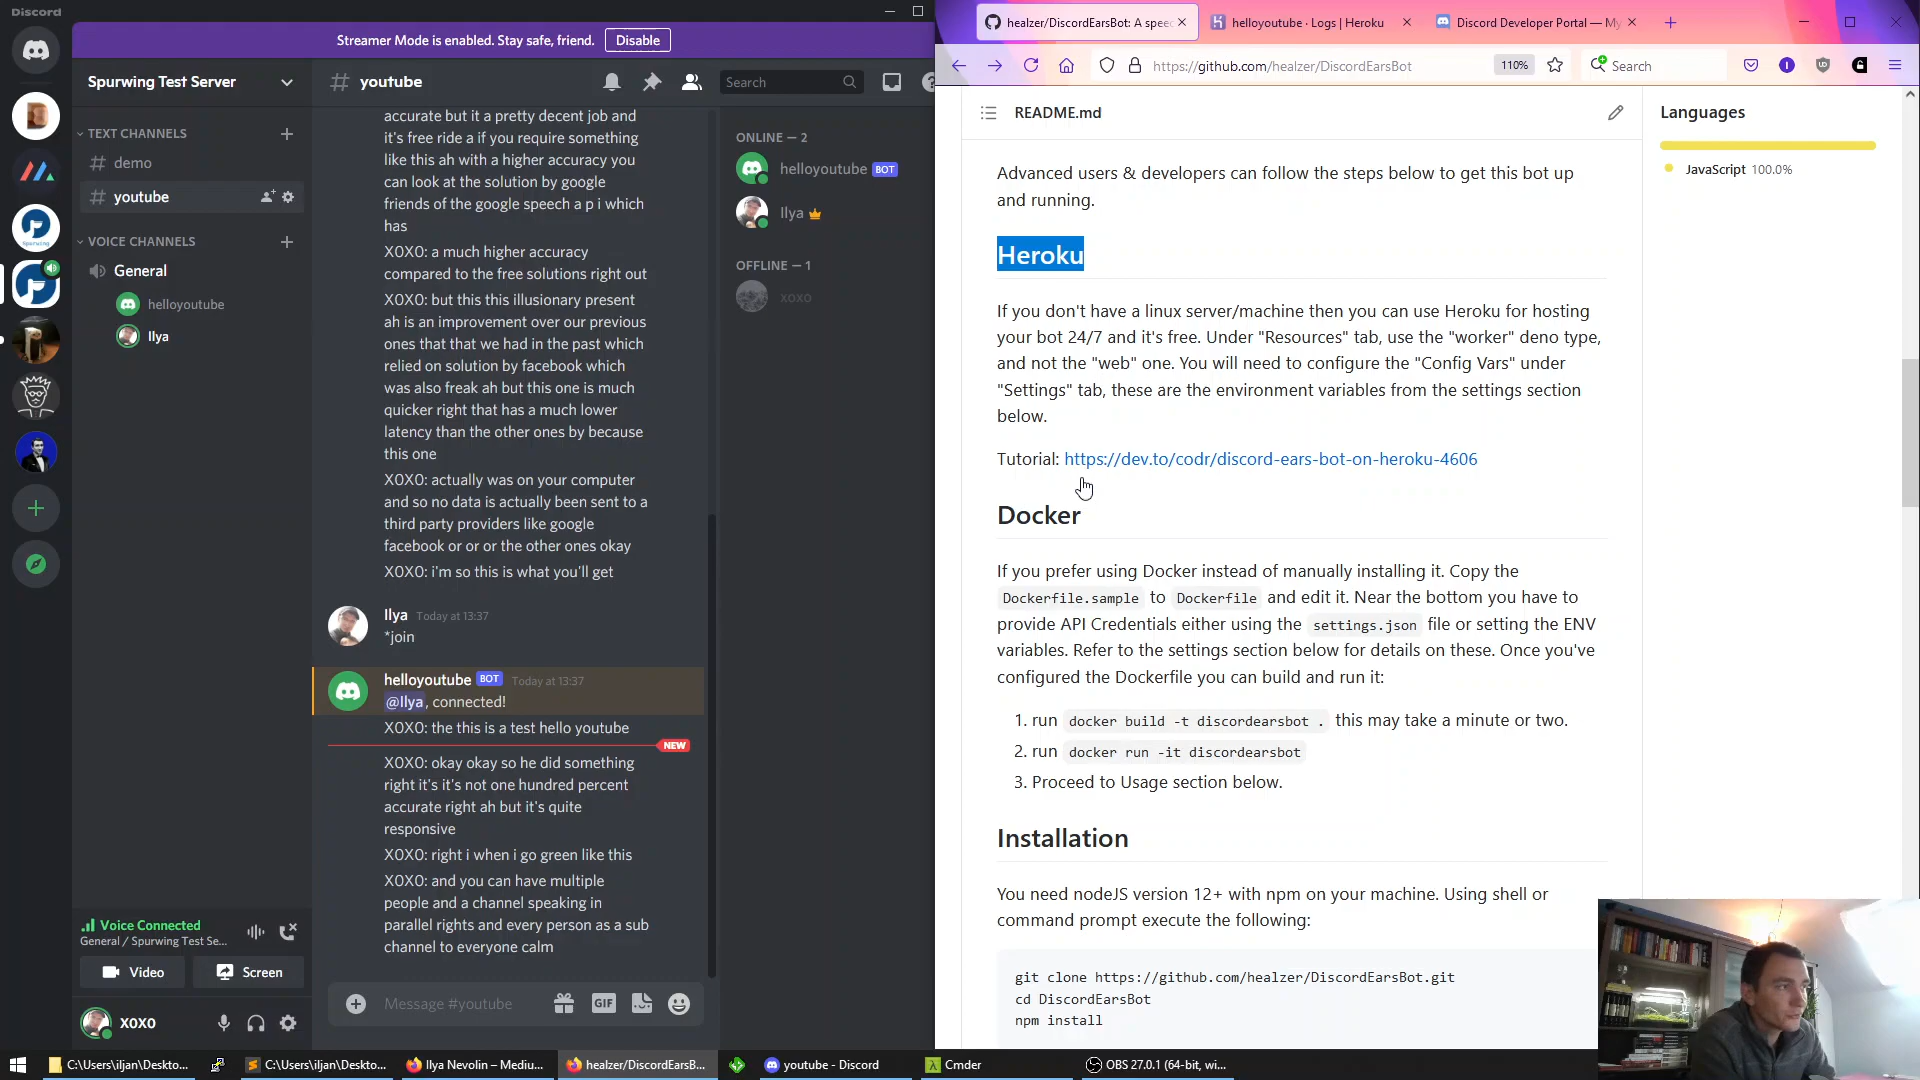 Discord
Streamer Mode is enabled. Stay safe, friend.
Disable
Spurwing Test Server
TEXT CHANNELS
demo
youtube
VOICE CHANNELS
General
helloyoutube
Ilya
Voice Connected
General / Spurwing Test Se...
Video
Screen
XOXO
youtube
Search
accurate but it a pretty decent job and
it's free ride a if you require something
like this ah with a higher accuracy you
can look at the solution by google
friends of the google speech a p i which
has
XOXO: a much higher accuracy
compared to the free solutions right out
XOXO: but this this illusionary present
ah is an improvement over our previous
ones that that we had in the past which
relied on solution by facebook which
was also freak ah but this one is much
quicker right that has a much lower
latency than the other ones by because
this one
XOXO: actually was on your computer
and so no data is actually been sent to a
third party providers like google
facebook or or or the other ones okay
XOXO: i'm so this is what you'll get
Ilya Today at 13:37
*join
helloyoutube BOT Today at 13:37
@Ilya, connected!
XOXO: the this is a test hello youtube
NEW
XOXO: okay okay so he did something
right it's it's not one hundred percent
accurate right ah but it's quite
responsive
XOXO: right i when i go green like this
XOXO: and you can have multiple
people and a channel speaking in
parallel rights and every person as a sub
channel to everyone calm
Message #youtube
GIF
ONLINE — 2
helloyoutube BOT
Ilya
OFFLINE — 1
xoxo
healzer/DiscordEarsBot: A speec
helloyoutube · Logs | Heroku
Discord Developer Portal — My
https://github.com/healzer/DiscordEarsBot
110%
Search
README.md
Advanced users & developers can follow the steps below to get this bot up
and running.
Heroku
If you don't have a linux server/machine then you can use Heroku for hosting
your bot 24/7 and it's free. Under "Resources" tab, use the "worker" deno type,
and not the "web" one. You will need to configure the "Config Vars" under
"Settings" tab, these are the environment variables from the settings section
below.
Tutorial: https://dev.to/codr/discord-ears-bot-on-heroku-4606
Docker
If you prefer using Docker instead of manually installing it. Copy the
Dockerfile.sample to Dockerfile and edit it. Near the bottom you have to
provide API Credentials either using the settings.json file or setting the ENV
variables. Refer to the settings section below for details on these. Once you've
configured the Dockerfile you can build and run it:
1. run docker build -t discordearsbot . this may take a minute or two.
2. run docker run -it discordearsbot
3. Proceed to Usage section below.
Installation
You need nodeJS version 12+ with npm on your machine. Using shell or
command prompt execute the following:
git clone https://github.com/healzer/DiscordEarsBot.git
cd DiscordEarsBot
npm install
Languages
JavaScript 100.0%
C:\Users\iljan\Deskto...
C:\Users\iljan\Deskto...
Ilya Nevolin – Mediu...
healzer/DiscordEarsB...
youtube - Discord
Cmder
OBS 27.0.1 (64-bit, wi...